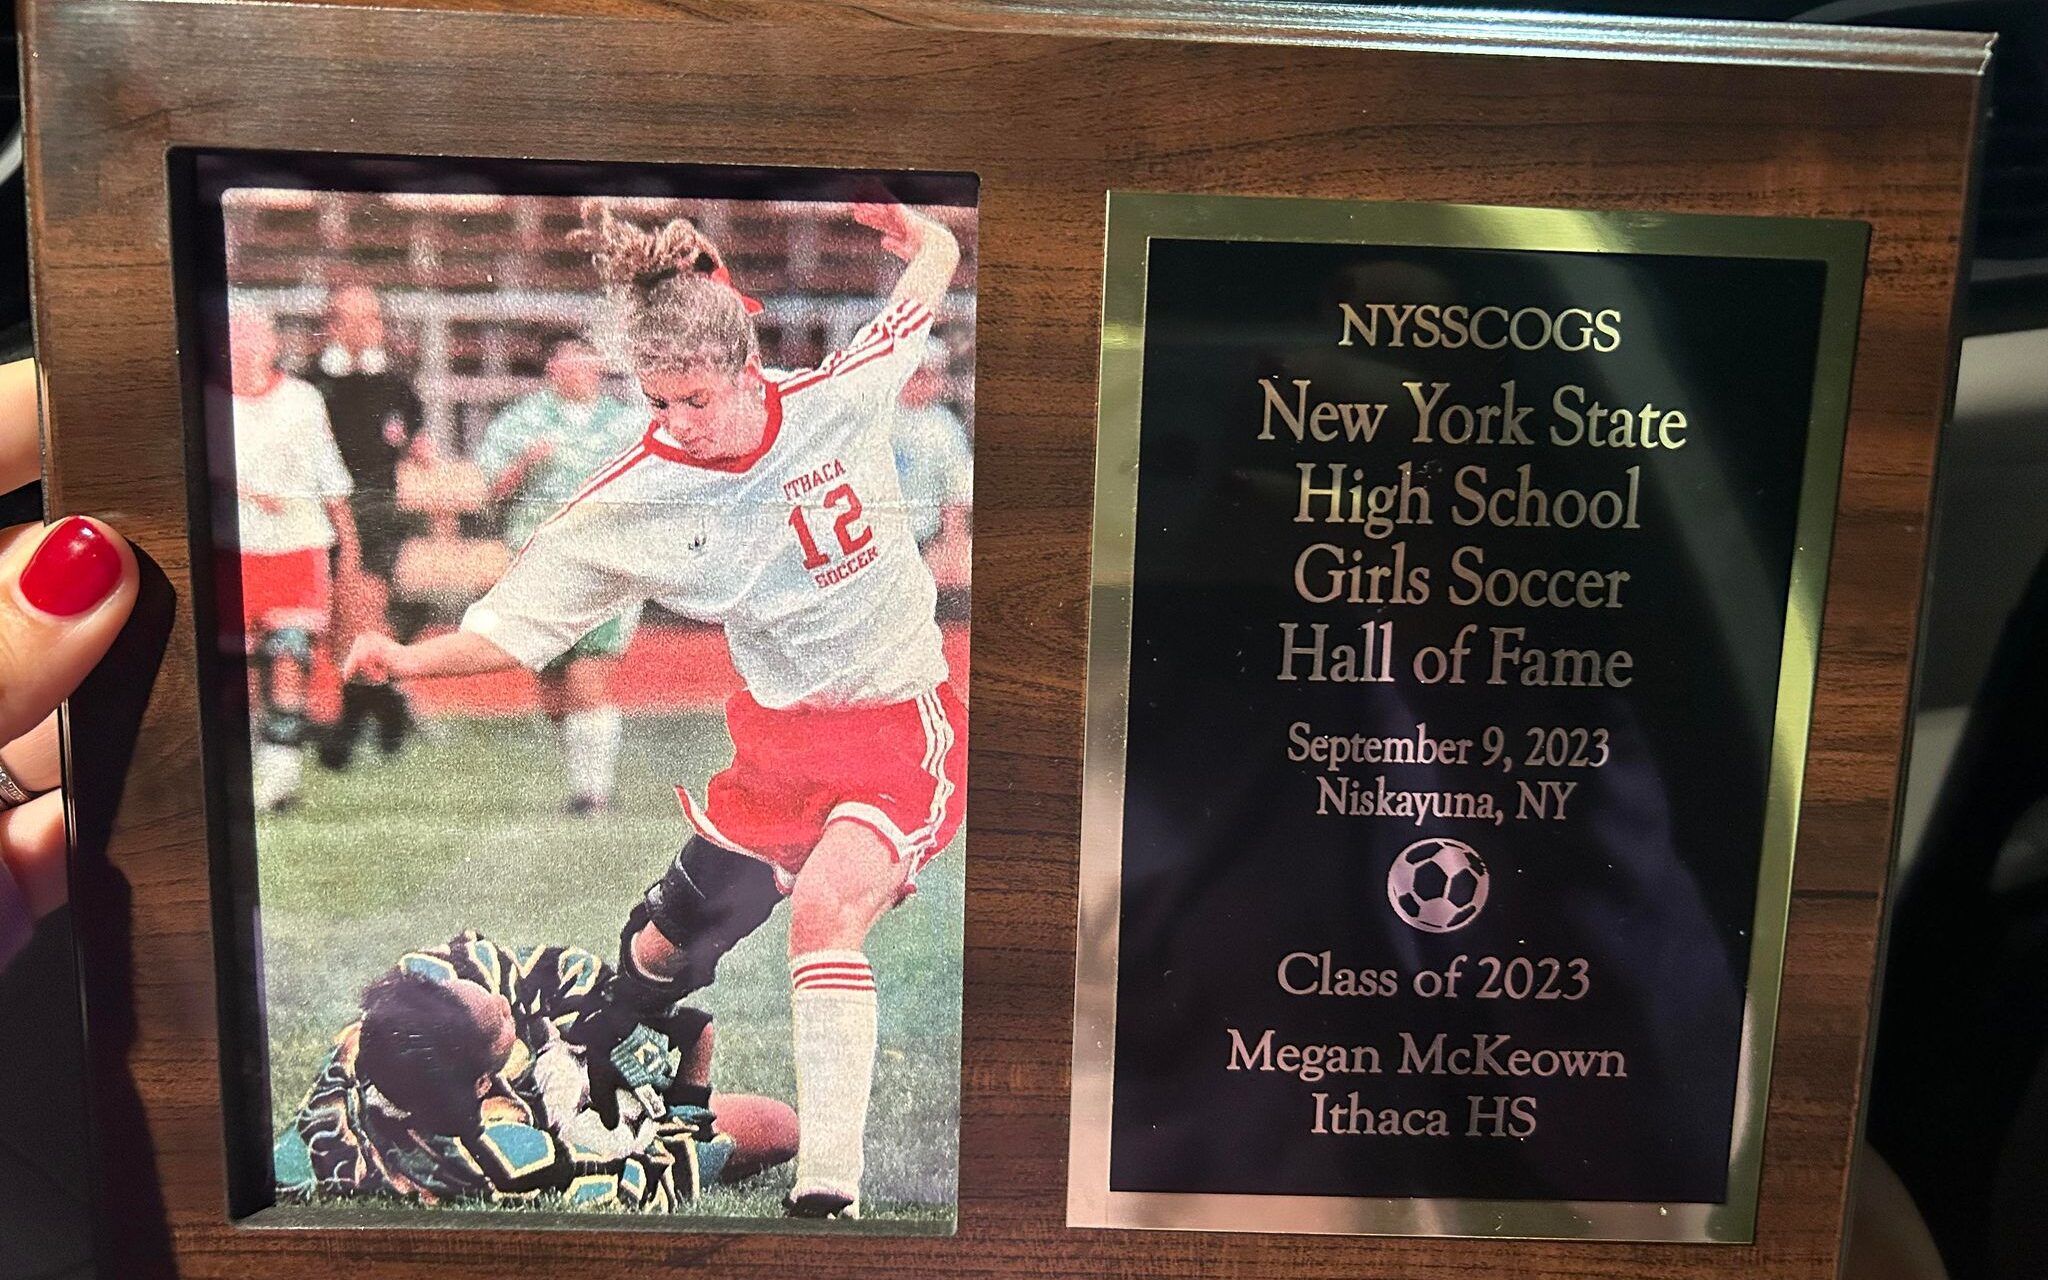 ITHACA
12
SOCCER
NYSSCOGS
New York State
High School
Girls Soccer
Hall of Fame
September 9, 2023
Niskayuna, NY
Class of 2023
Megan McKeown
Ithaca HS